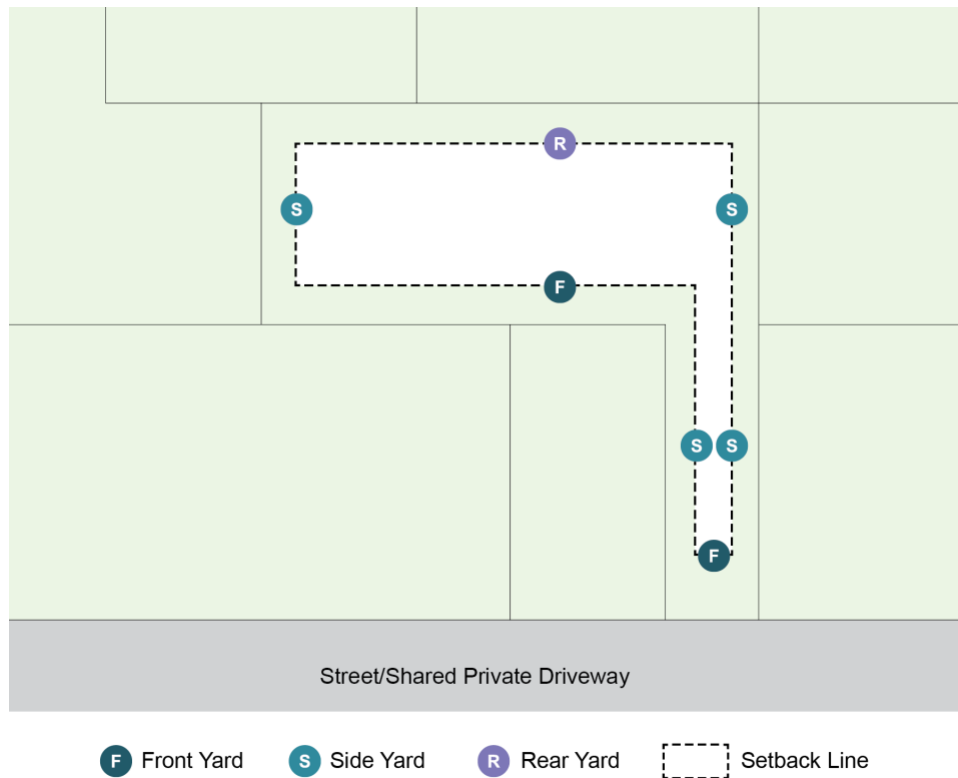 R
S S
F
S S
F
Street/Shared Private Driveway
F Front Yard S Side Yard R Rear Yard Setback Line